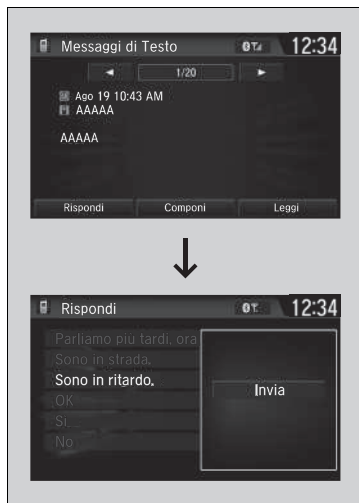 Messaggi di Testo 12:34
1/20
Ago 19 10:43 AM
AAAAA
AAAAA
Rispondi Componi Leggi
Rispondi 12:34
Parliamo più tardi, ora
Sono in strada.
Sono in ritardo.
OK
Sì
No
Invia